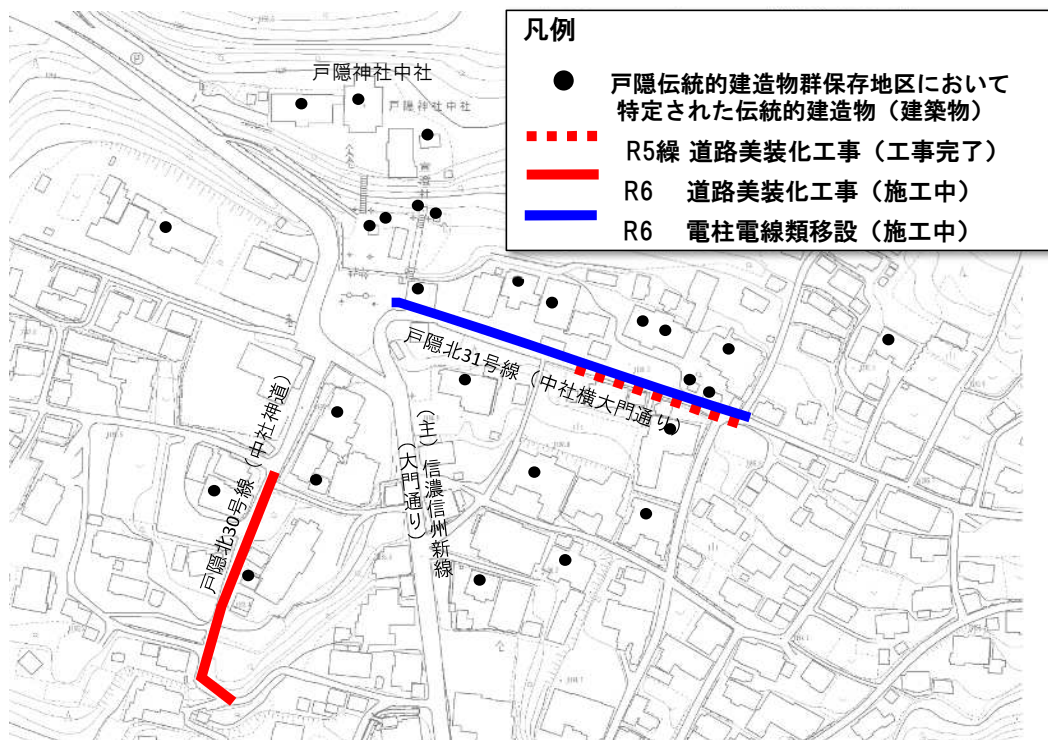 凡例
戸隠伝統的建造物群保存地区において
特定された伝統的建造物（建築物）
R5繰 道路美装化工事（工事完了）
R6 道路美装化工事（施工中）
R6 電柱電線類移設（施工中）
戸隠神社中社
戸隠神社中社
戸隠北31号線（中社横大門通り）
（主）信濃信州新線
（大門通り）
戸隠北30号線（中社神道）